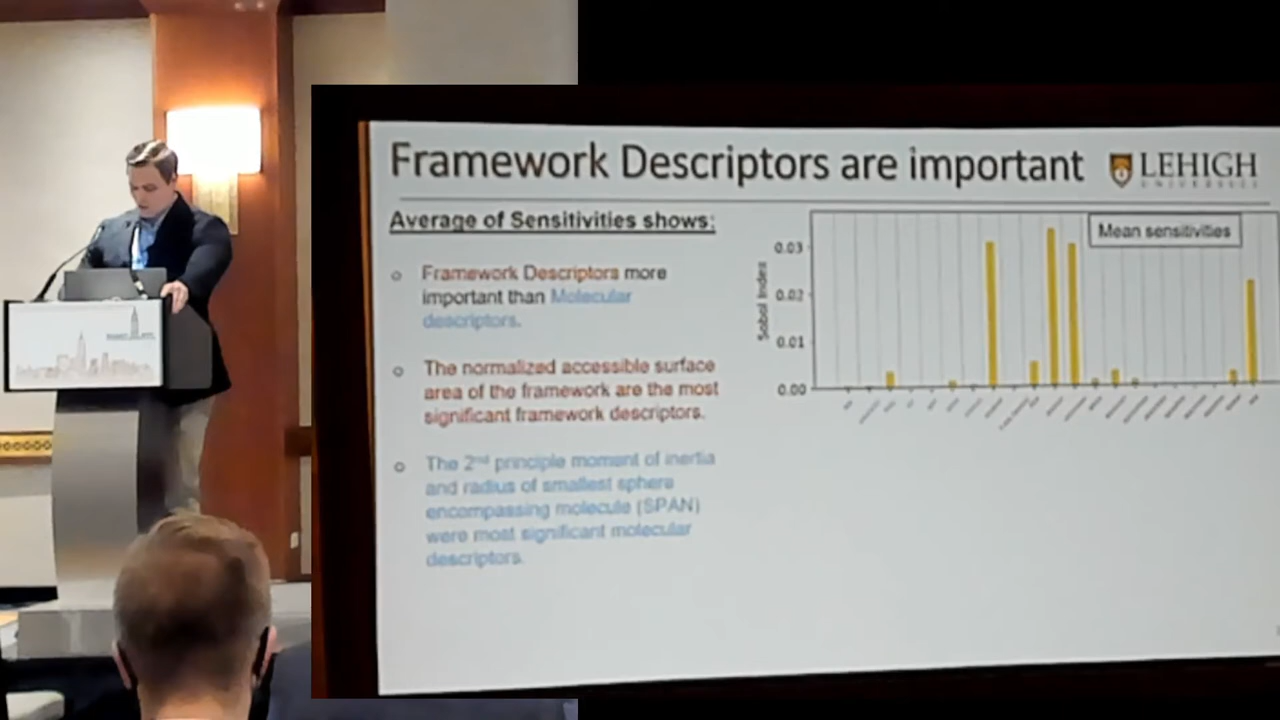 Framework Descriptors are important
LEHIGH
UNIVERSITY
Average of Sensitivities shows:
Framework Descriptors more
important than Molecular
descriptors.
The normalized accessible surface
area of the framework are the most
significant framework descriptors.
The 2nd principle moment of inertia
and radius of smallest sphere
encompassing molecule (SPAN)
were most significant molecular
descriptors.
Mean sensitivities
Sobol Index
0.03
0.02
0.01
0.00